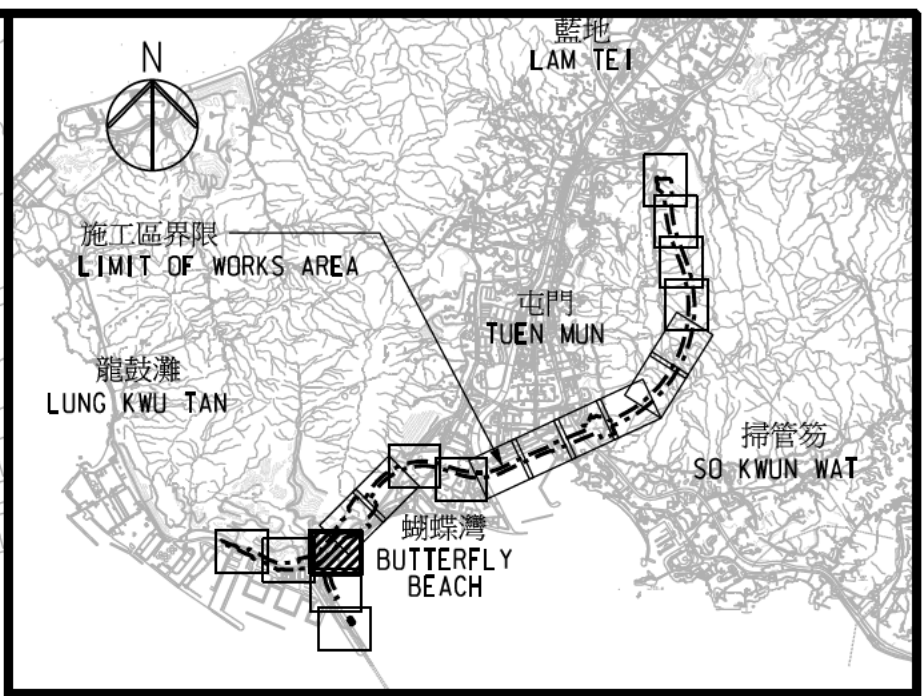 藍地
LAM TEI
N
施工區界限
LIMIT OF WORKS AREA
屯門
TUEN MUN
龍鼓灘
LUNG KWU TAN
掃管笏
SO KWUN WAT
蝴蝶灣
BUTTERFLY
BEACH